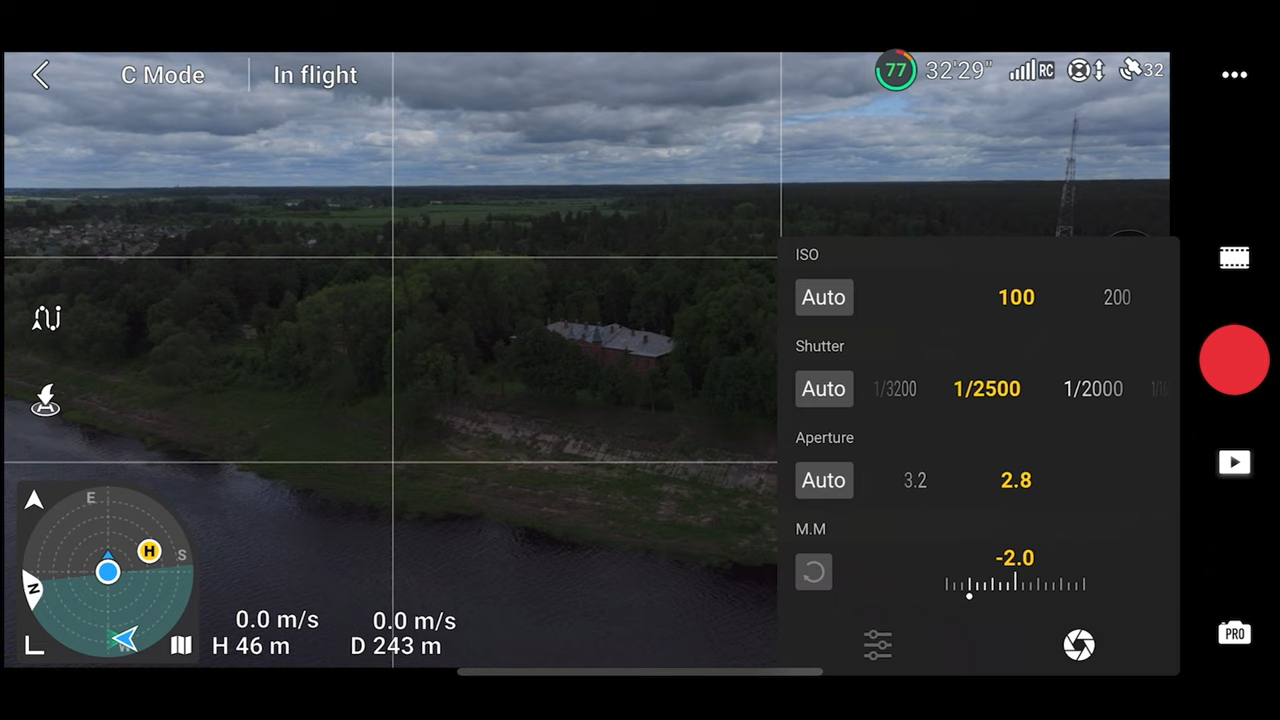 C Mode
In flight
77
32'29"
RC
32
ISO
Auto
100
200
Shutter
Auto
1/3200
1/2500
1/2000
Aperture
Auto
3.2
2.8
M.M
-2.0
E
H
S
N
W
0.0 m/s
0.0 m/s
H 46 m
D 243 m
PRO